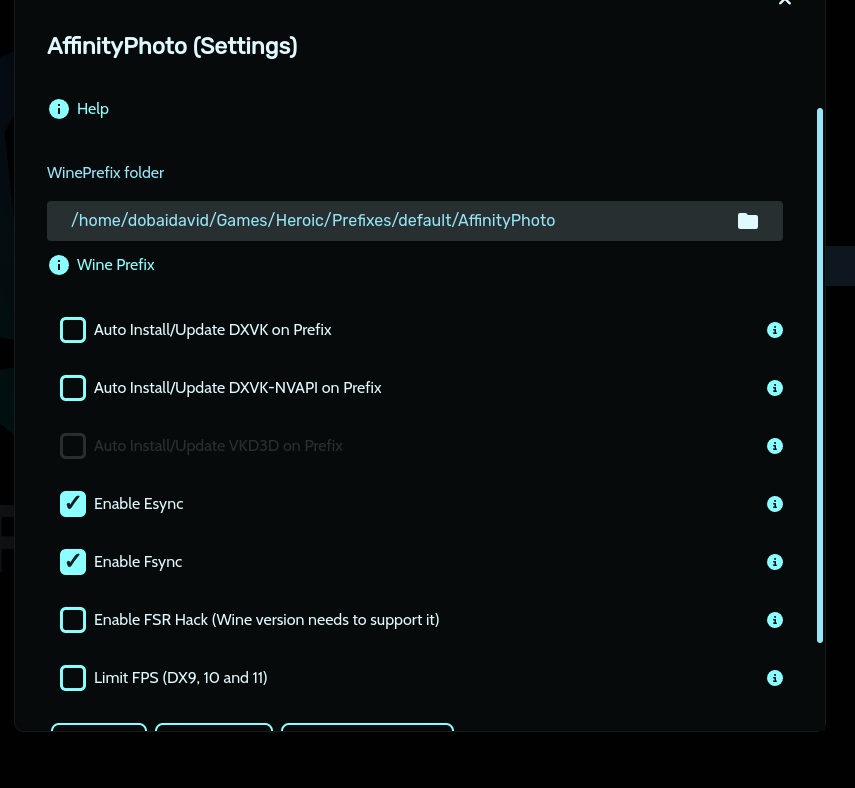 AffinityPhoto (Settings)
Help
WinePrefix folder
/home/dobaidavid/Games/Heroic/Prefixes/default/AffinityPhoto
Wine Prefix
Auto Install/Update DXVK on Prefix
Auto Install/Update DXVK-NVAPI on Prefix
Auto Install/Update VKD3D on Prefix
Enable Esync
Enable Fsync
Enable FSR Hack (Wine version needs to support it)
Limit FPS (DX9, 10 and 11)